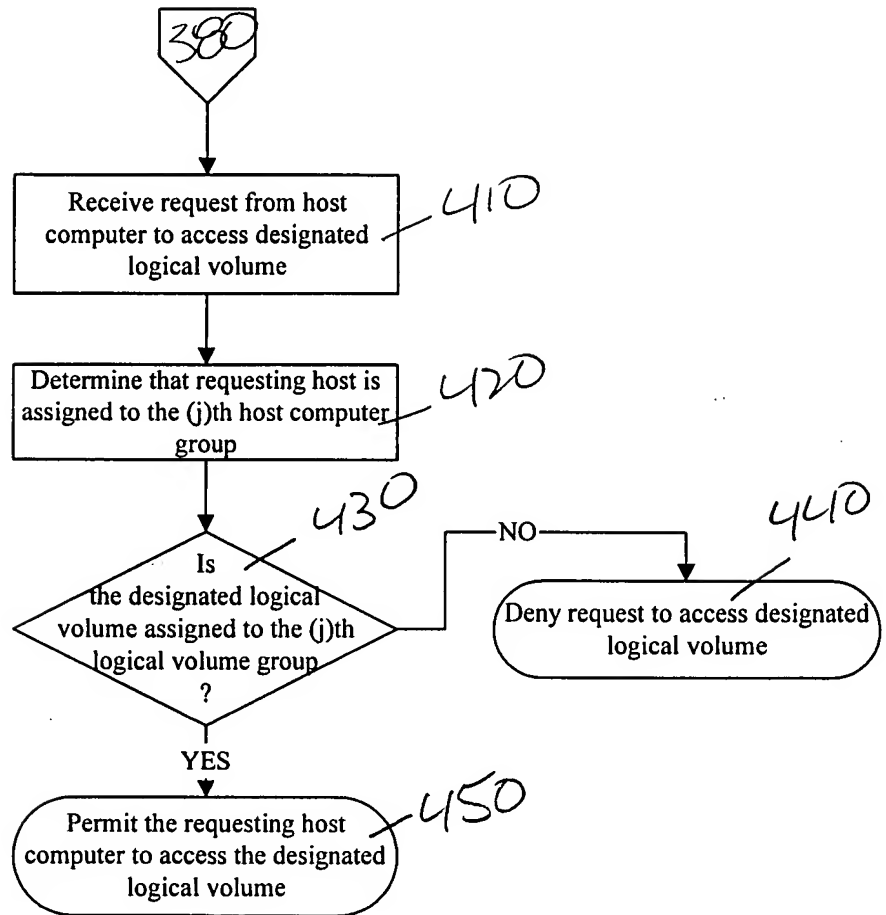 380
Receive request from host
computer to access designated
logical volume
410
Determine that requesting host is
assigned to the (j)th host computer
group
420
430
Is
the designated logical
volume assigned to the (j)th
logical volume group
?
NO
440
Deny request to access designated
logical volume
YES
450
Permit the requesting host
computer to access the designated
logical volume